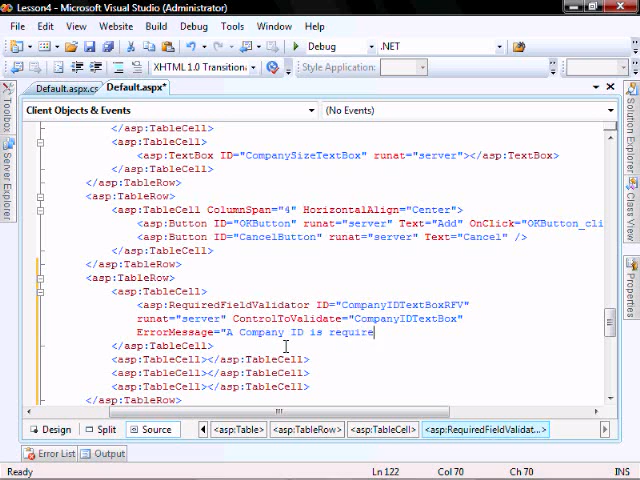 Lesson4 - Microsoft Visual Studio (Administrator)
File Edit View Website Build Debug Tools Window Help
Debug .NET
XHTML 1.0 Transition Style Application:
Default.aspx.cs Default.aspx*
Client Objects & Events (No Events)
</asp:TableCell>
<asp:TableCell>
<asp:TextBox ID="CompanySizeTextBox" runat="server"></asp:TextBox>
</asp:TableCell>
</asp:TableRow>
<asp:TableRow>
<asp:TableCell ColumnSpan="4" HorizontalAlign="Center">
<asp:Button ID="OKButton" runat="server" Text="Add" OnClick="OKButton_cli
<asp:Button ID="CancelButton" runat="server" Text="Cancel" />
</asp:TableCell>
</asp:TableRow>
<asp:TableRow>
<asp:TableCell>
<asp:RequiredFieldValidator ID="CompanyIDTextBoxRFV"
runat="server" ControlToValidate="CompanyIDTextBox"
ErrorMessage="A Company ID is require
</asp:TableCell>
<asp:TableCell></asp:TableCell>
<asp:TableCell></asp:TableCell>
<asp:TableCell></asp:TableCell>
</asp:TableRow>
Toolbox
Server Explorer
Solution Explorer
Class View
Properties
Design Split Source <asp:Table> <asp:TableRow> <asp:TableCell> <asp:RequiredFieldValidat...>
Error List Output
Ready Ln 122 Col 70 Ch 70 INS